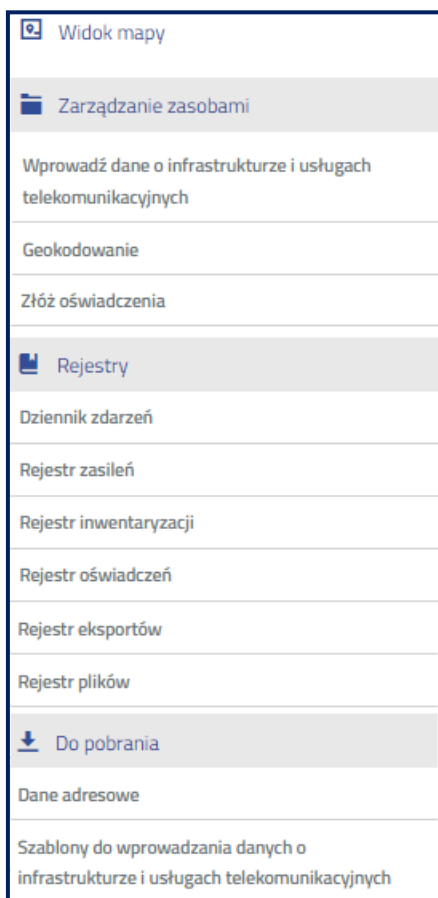 Widok mapy
Zarządzanie zasobami
Wprowadź dane o infrastrukturze i usługach
telekomunikacyjnych
Geokodowanie
Złóż oświadczenia
Rejestry
Dziennik zdarzeń
Rejestr zasileń
Rejestr inwentaryzacji
Rejestr oświadczeń
Rejestr eksportów
Rejestr plików
Do pobrania
Dane adresowe
Szablony do wprowadzania danych o
infrastrukturze i usługach telekomunikacyjnych